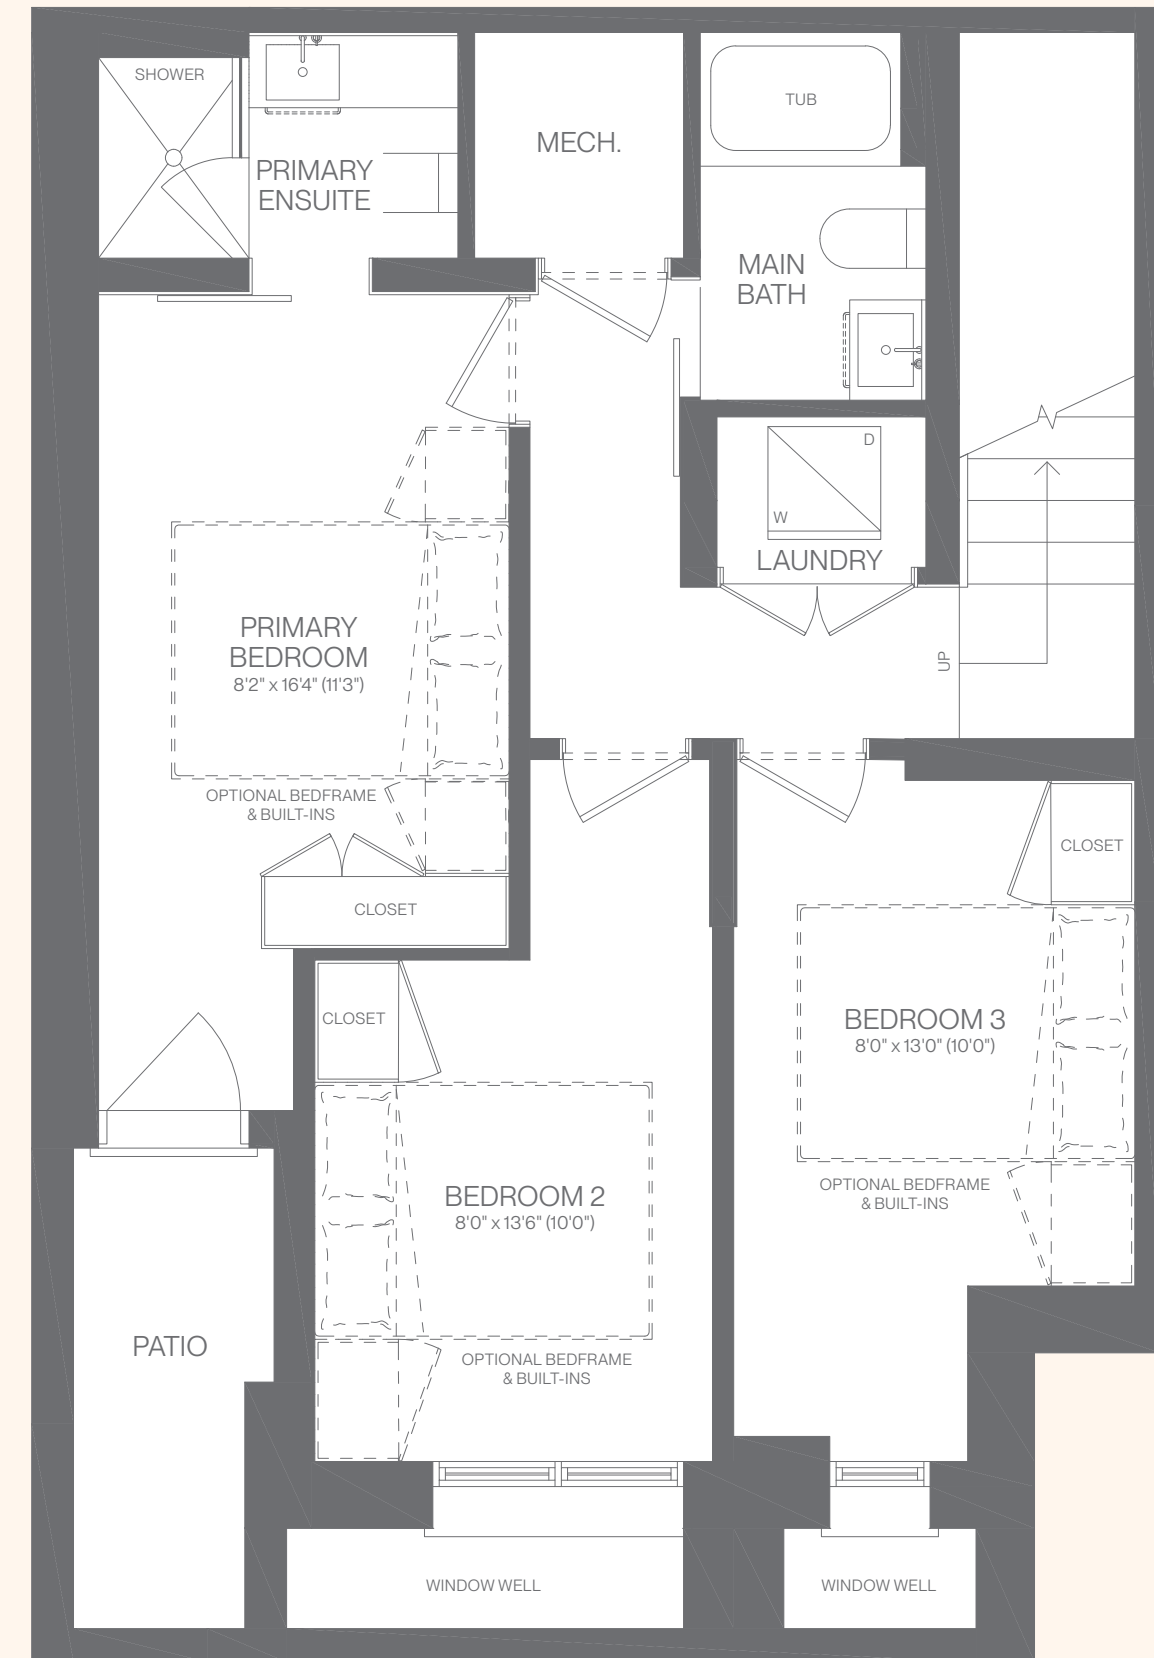 SHOWER
PRIMARY
ENSUITE
MECH.
TUB
MAIN
BATH
D
W
LAUNDRY
UP
PRIMARY
BEDROOM
8'2" x 16'4" (11'3")
OPTIONAL BEDFRAME
& BUILT-INS
CLOSET
CLOSET
CLOSET
BEDROOM 3
8'0" x 13'0" (10'0")
OPTIONAL BEDFRAME
& BUILT-INS
BEDROOM 2
8'0" x 13'6" (10'0")
OPTIONAL BEDFRAME
& BUILT-INS
PATIO
WINDOW WELL
WINDOW WELL